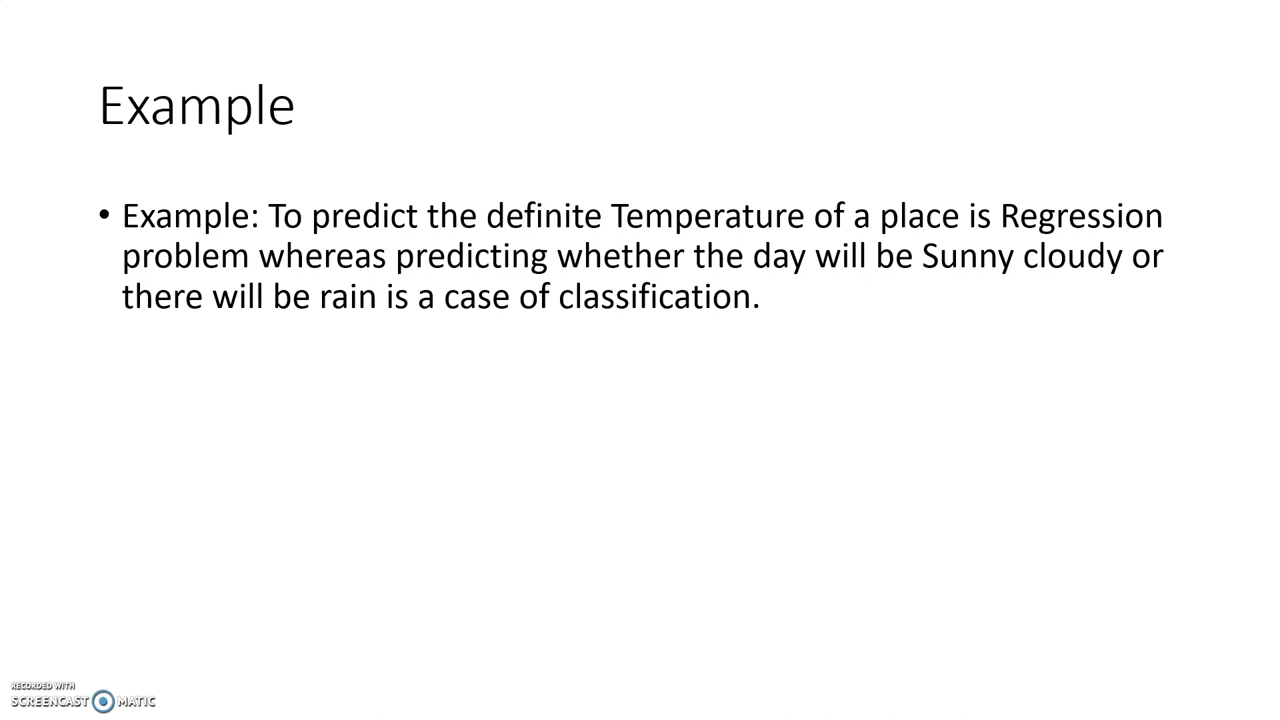 Example
• Example: To predict the definite Temperature of a place is Regression
problem whereas predicting whether the day will be Sunny cloudy or
there will be rain is a case of classification.
RECORDED WITH
SCREENCAST MATIC